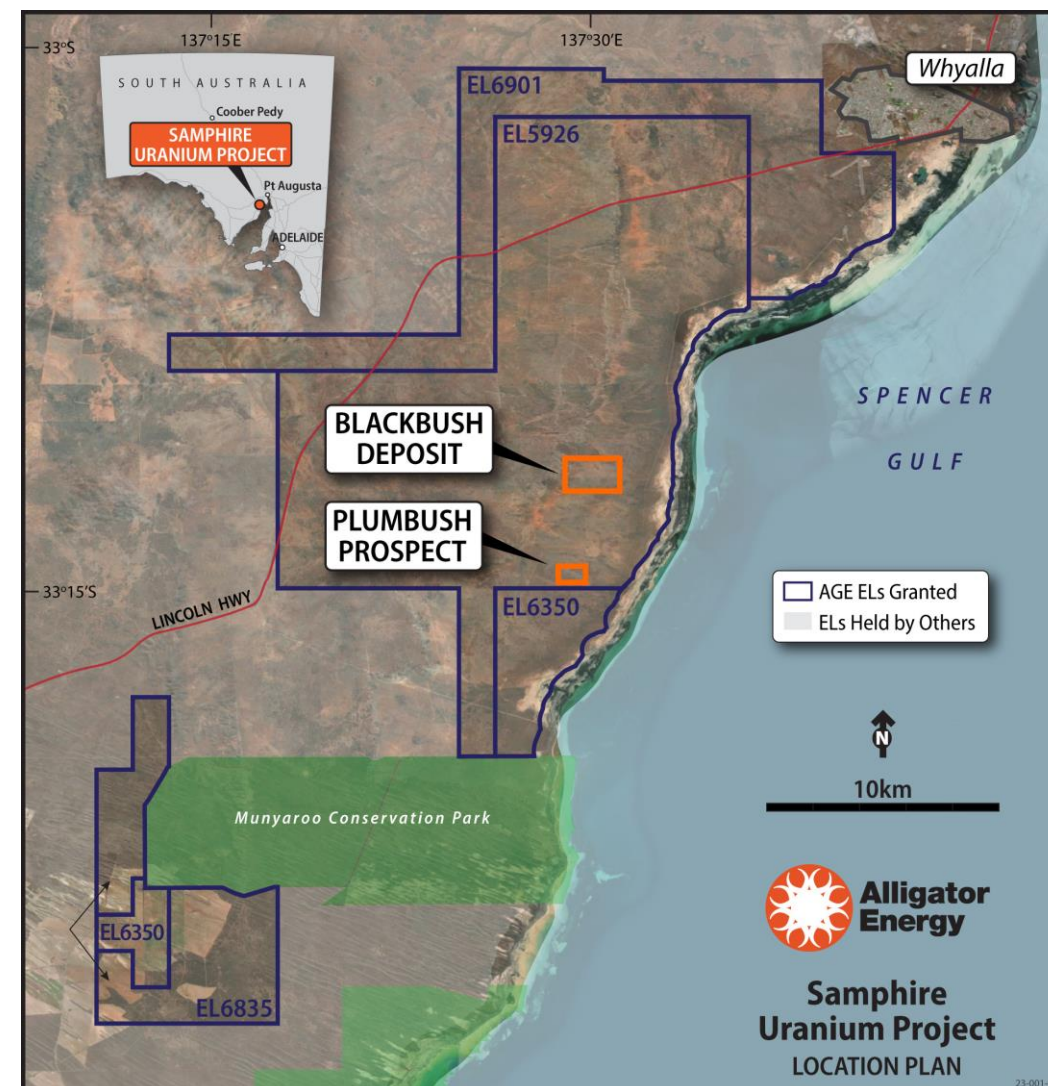 33°S
137°15'E
137°30'E
Whyalla
SOUTH AUSTRALIA
Coober Pedy
SAMPHIRE
URANIUM PROJECT
Pt Augusta
ADELAIDE
EL6901
EL5926
SPENCER
GULF
BLACKBUSH
DEPOSIT
PLUMBUSH
PROSPECT
33°15'S
LINCOLN HWY
EL6350
AGE ELs Granted
ELs Held by Others
N
10km
Munyaroo Conservation Park
EL6350
EL6835
Alligator
Energy
Samphire
Uranium Project
LOCATION PLAN